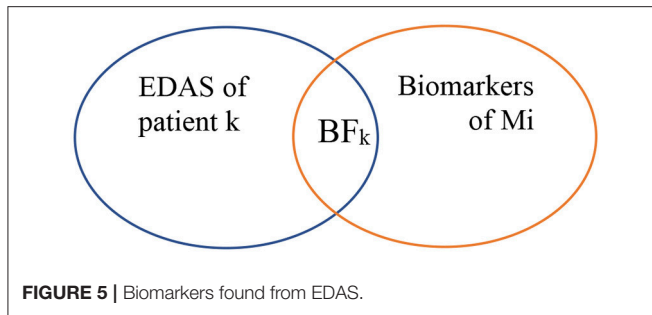 EDAS of
patient k
BFk
Biomarkers
of Mi
FIGURE 5 | Biomarkers found from EDAS.